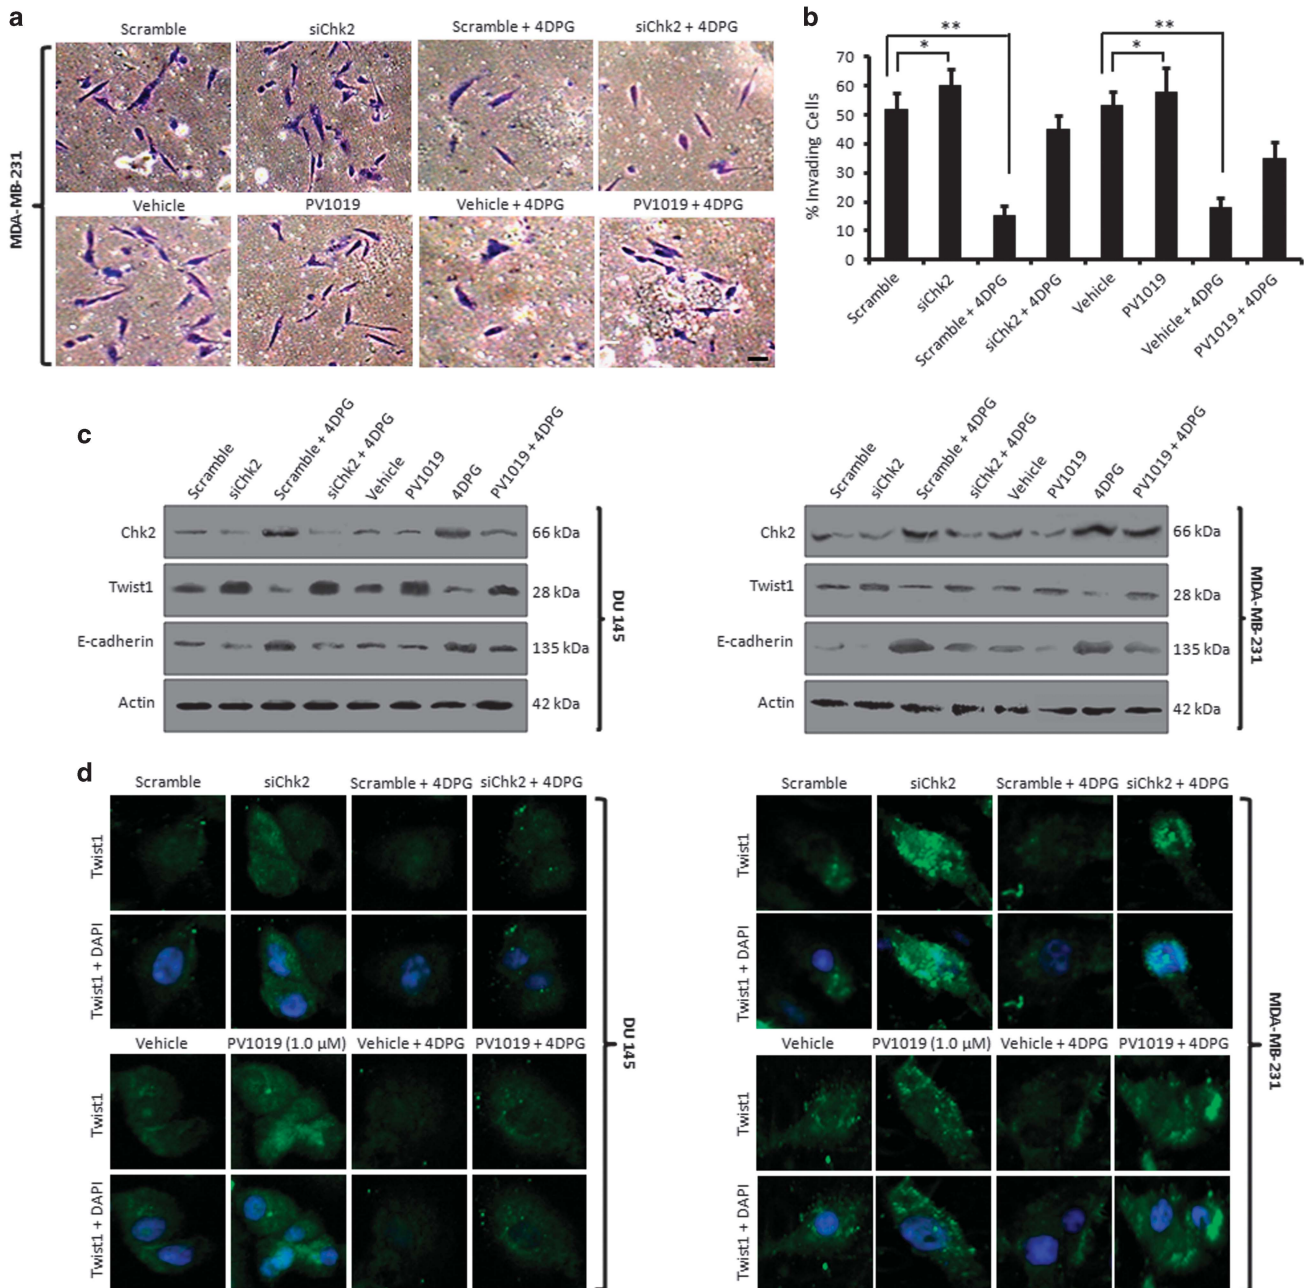 a
Scramble siChk2 Scramble + 4DPG siChk2 + 4DPG
Vehicle PV1019 Vehicle + 4DPG PV1019 + 4DPG
MDA-MB-231
b
** **
* *
% Invading Cells
70
60
50
40
30
20
10
0
Scramble siChk2 Scramble + 4DPG siChk2 + 4DPG Vehicle PV1019 Vehicle + 4DPG PV1019 + 4DPG
c
Scramble siChk2 Scramble + 4DPG siChk2 + 4DPG Vehicle PV1019 4DPG PV1019 + 4DPG
Chk2 66 kDa
Twist1 28 kDa
E-cadherin 135 kDa
Actin 42 kDa
DU 145
Scramble siChk2 Scramble + 4DPG siChk2 + 4DPG Vehicle PV1019 4DPG PV1019 + 4DPG
Chk2 66 kDa
Twist1 28 kDa
E-cadherin 135 kDa
Actin 42 kDa
MDA-MB-231
d
Scramble siChk2 Scramble + 4DPG siChk2 + 4DPG
Twist1
Twist1 + DAPI
Vehicle PV1019 (1.0 µM) Vehicle + 4DPG PV1019 + 4DPG
Twist1
Twist1 + DAPI
DU 145
Scramble siChk2 Scramble + 4DPG siChk2 + 4DPG
Twist1
Twist1 + DAPI
Vehicle PV1019 (1.0 µM) Vehicle + 4DPG PV1019 + 4DPG
Twist1
Twist1 + DAPI
MDA-MB-231